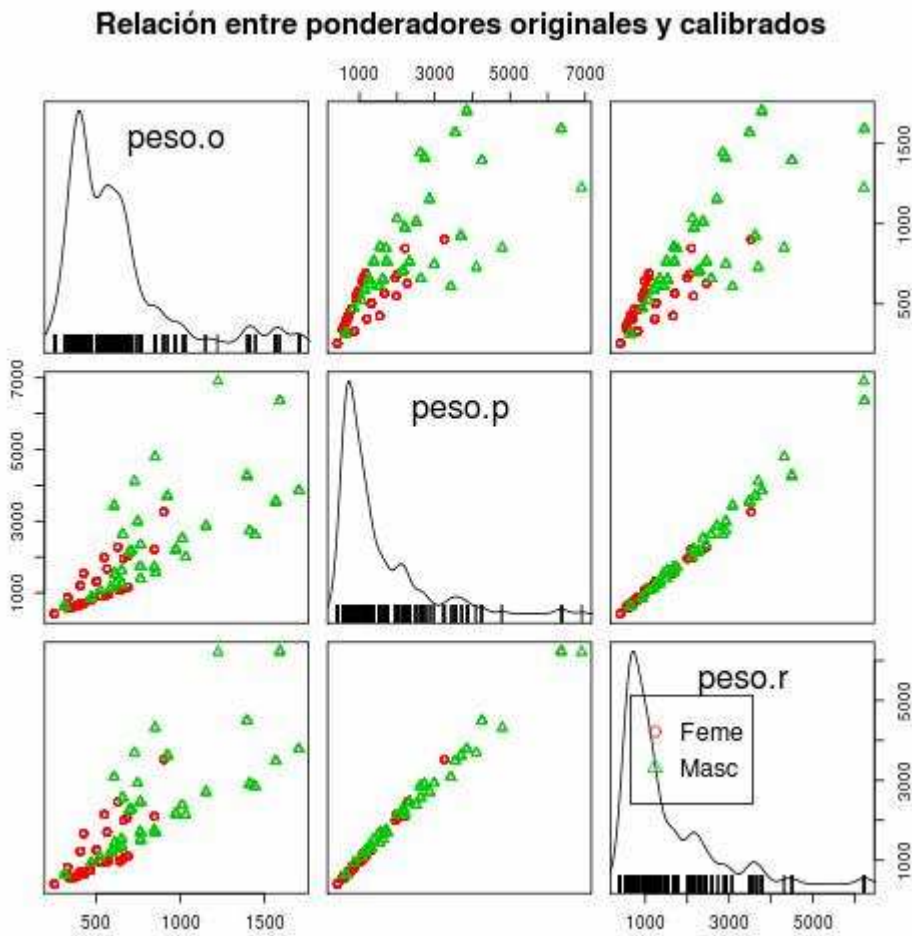 Relación entre ponderadores originales y calibrados
1000 3000 5000 7000
peso.o
500 1000 1500
1000 3000 5000 7000
peso.p
peso.r
Feme
Masc
1000 3000 5000
500 1000 1500
1000 3000 5000